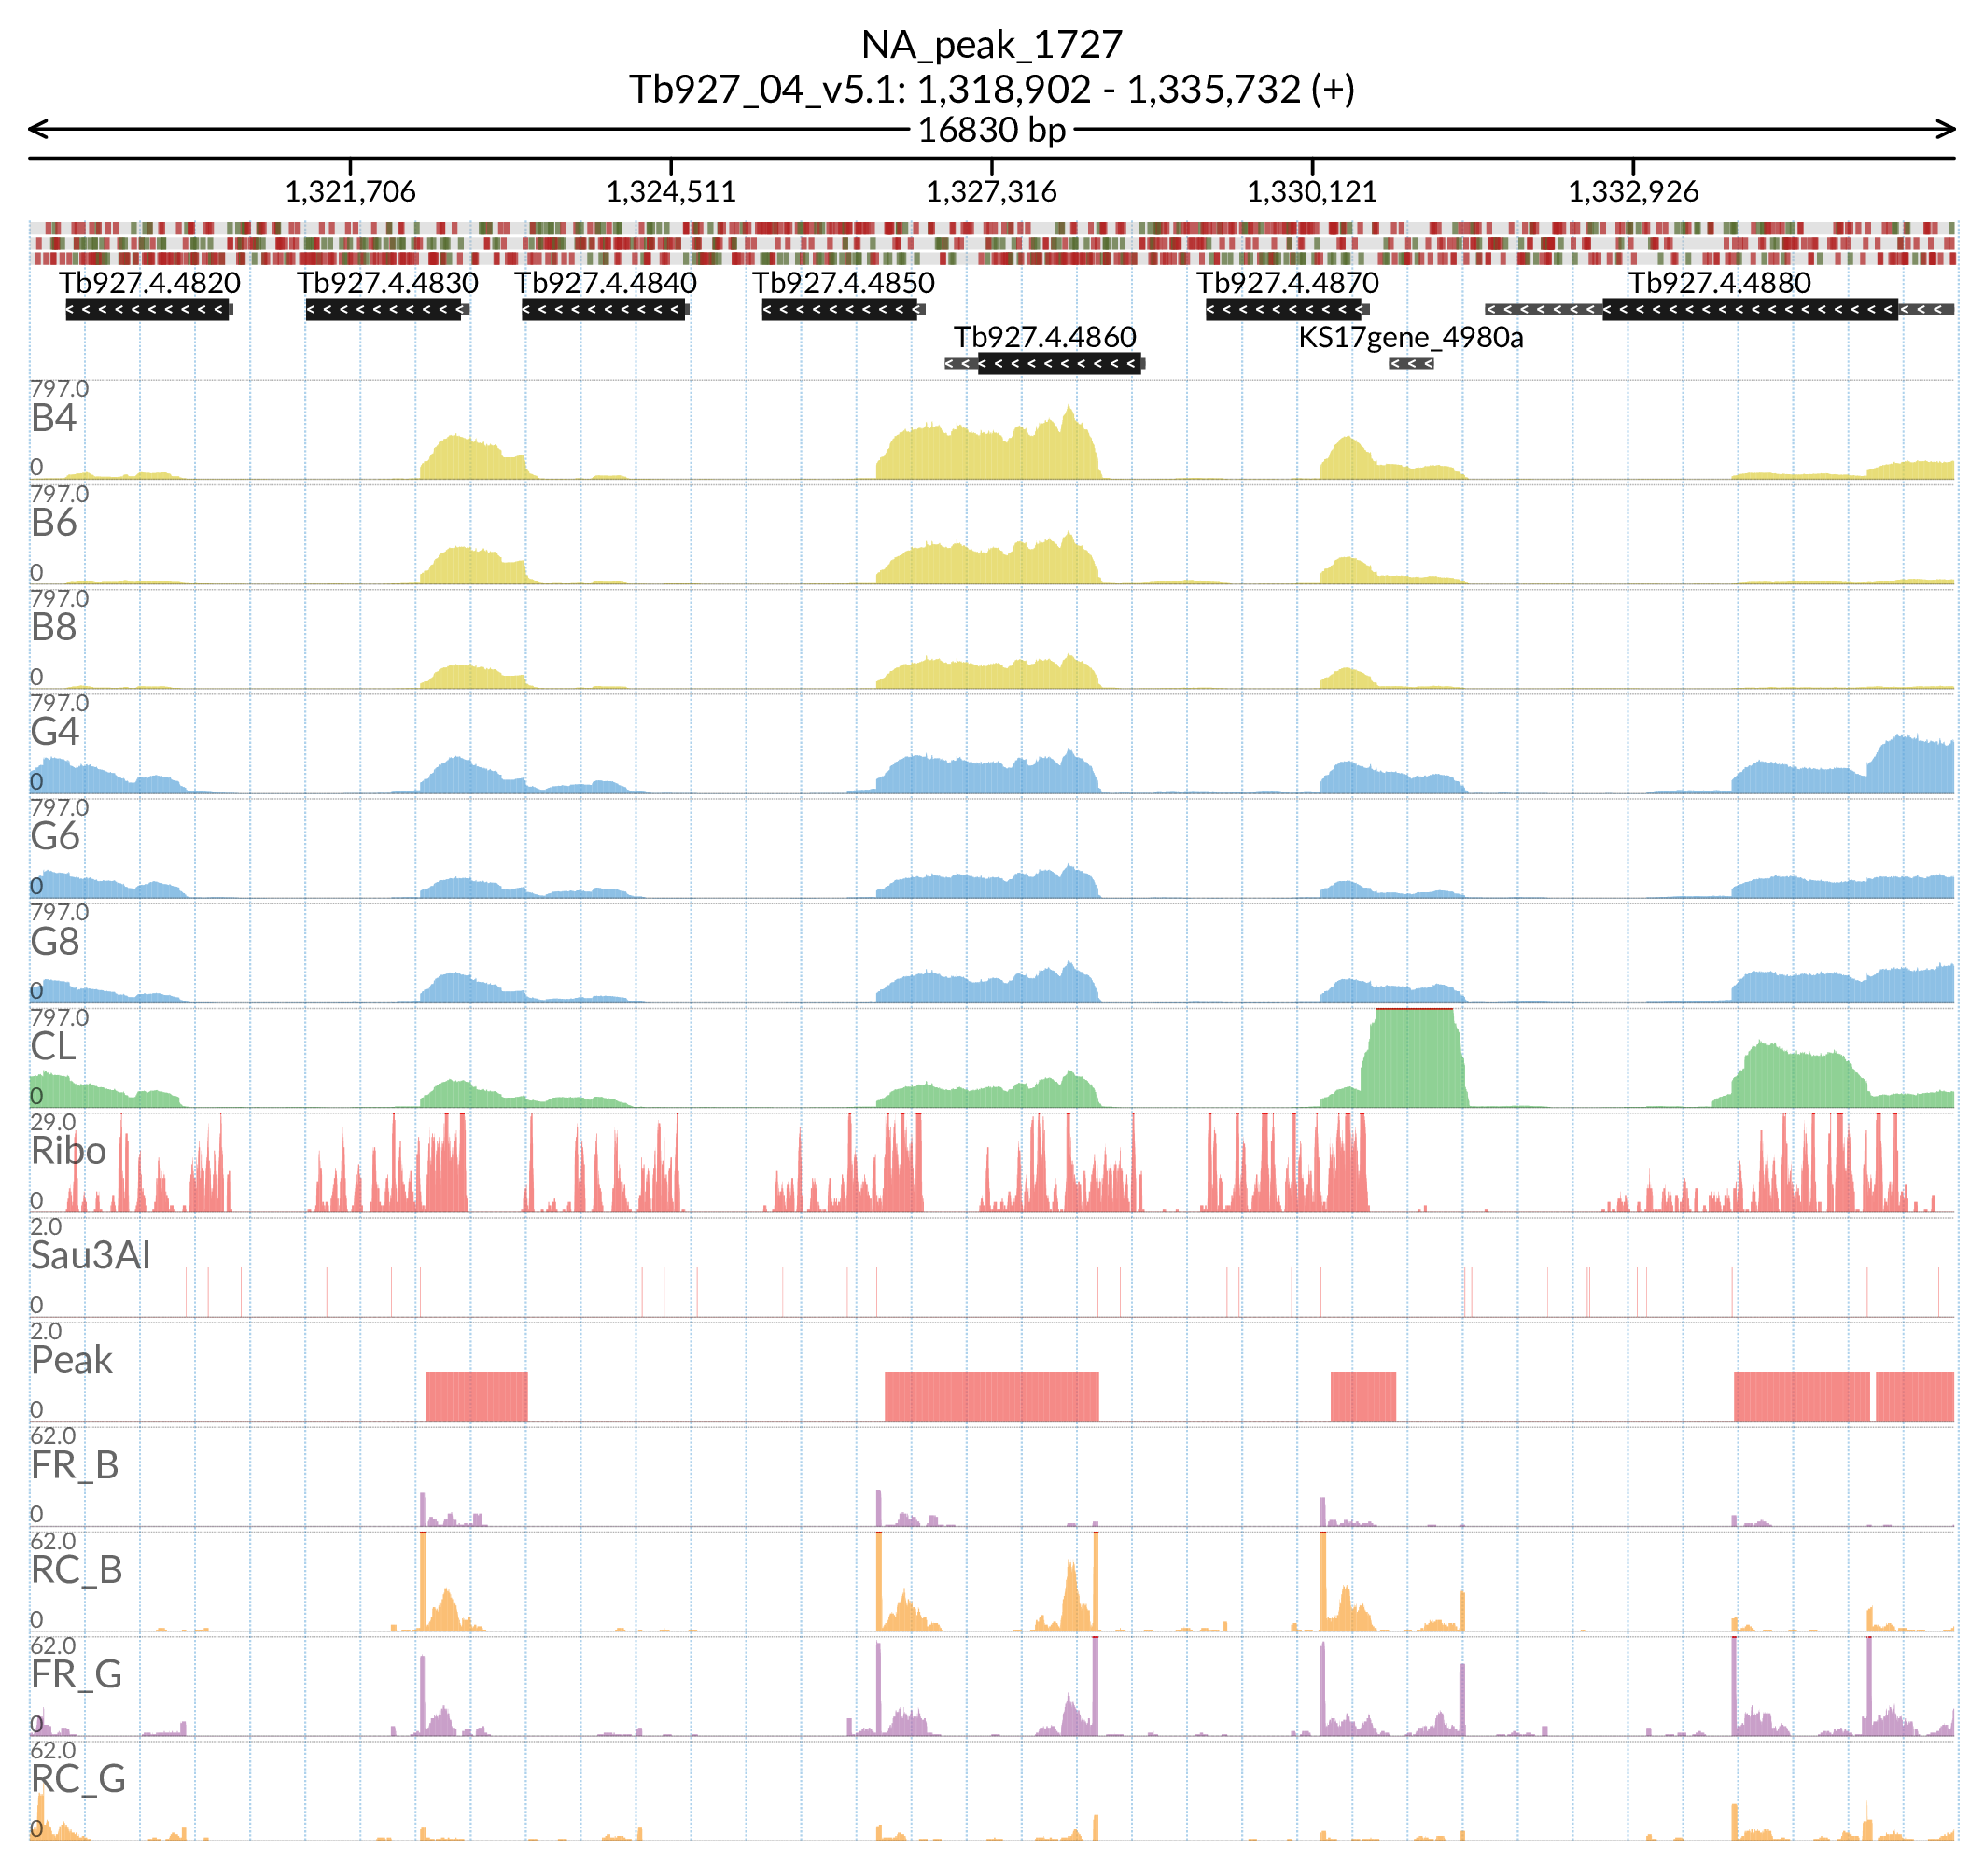 NA_peak_1727
Tb927_04_v5.1: 1,318,902 - 1,335,732 (+)
16830 bp
1,321,706 1,324,511 1,327,316 1,330,121 1,332,926
Tb927.4.4820 Tb927.4.4830 Tb927.4.4840 Tb927.4.4850 Tb927.4.4870 Tb927.4.4880
Tb927.4.4860 KS17gene_4980a
797.0
B4
0
797.0
B6
0
797.0
B8
0
797.0
G4
0
797.0
G6
0
797.0
G8
0
797.0
CL
0
29.0
Ribo
0
2.0
Sau3AI
0
2.0
Peak
0
62.0
FR_B
0
62.0
RC_B
0
62.0
FR_G
0
62.0
RC_G
0